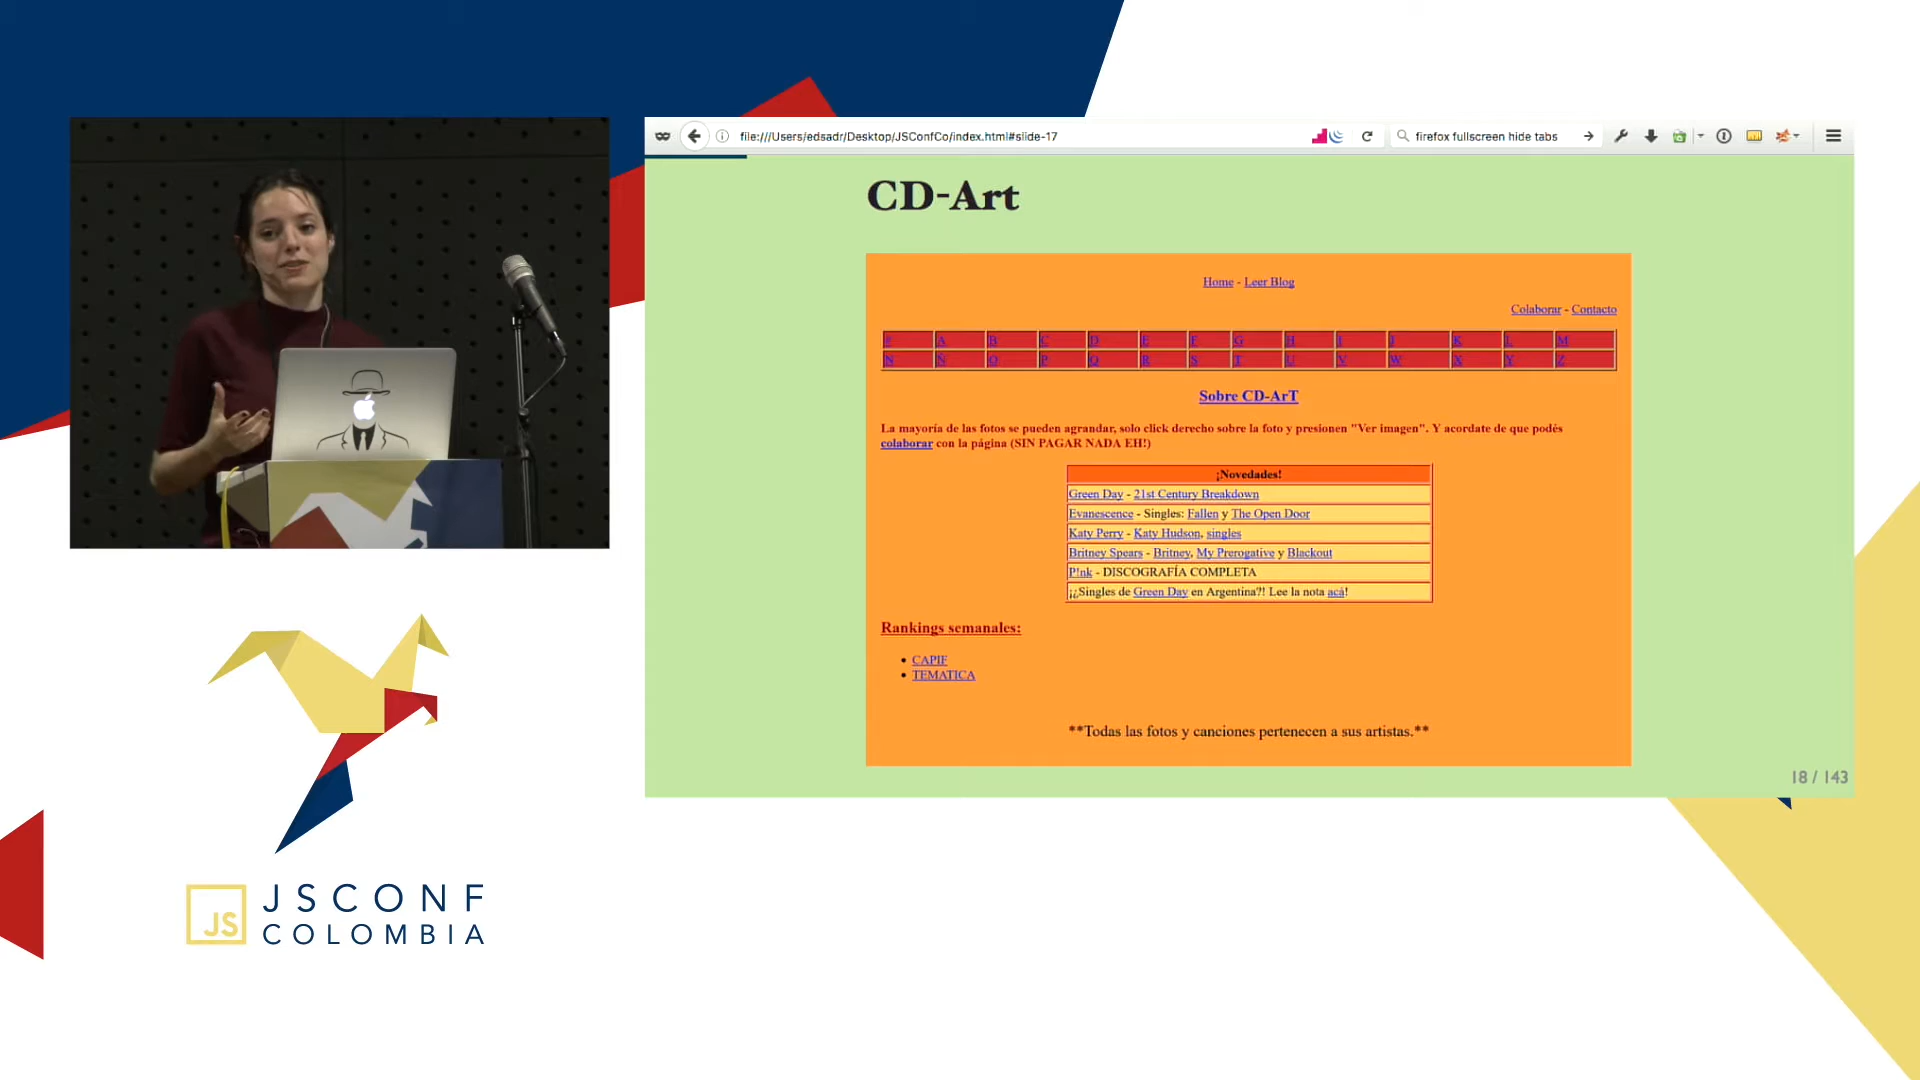 file:///Users/edsadr/Desktop/JSConfCo/index.html#slide-17
firefox fullscreen hide tabs
CD-Art
Home - Leer Blog
Colaborar - Contacto
# A B C D E F G H I J K L M
N Ñ O P Q R S T U V W X Y Z
Sobre CD-ArT
La mayoría de las fotos se pueden agrandar, solo click derecho sobre la foto y presionen "Ver imagen". Y acordate de que podés
colaborar con la página (SIN PAGAR NADA EH!)
¡Novedades!
Green Day - 21st Century Breakdown
Evanescence - Singles: Fallen y The Open Door
Katy Perry - Katy Hudson, singles
Britney Spears - Britney, My Prerogative y Blackout
P!nk - DISCOGRAFÍA COMPLETA
¡¿Singles de Green Day en Argentina?! Lee la nota acá!
Rankings semanales:
CAPIF
TEMATICA
**Todas las fotos y canciones pertenecen a sus artistas.**
18 / 143
JS
JSCONF
COLOMBIA